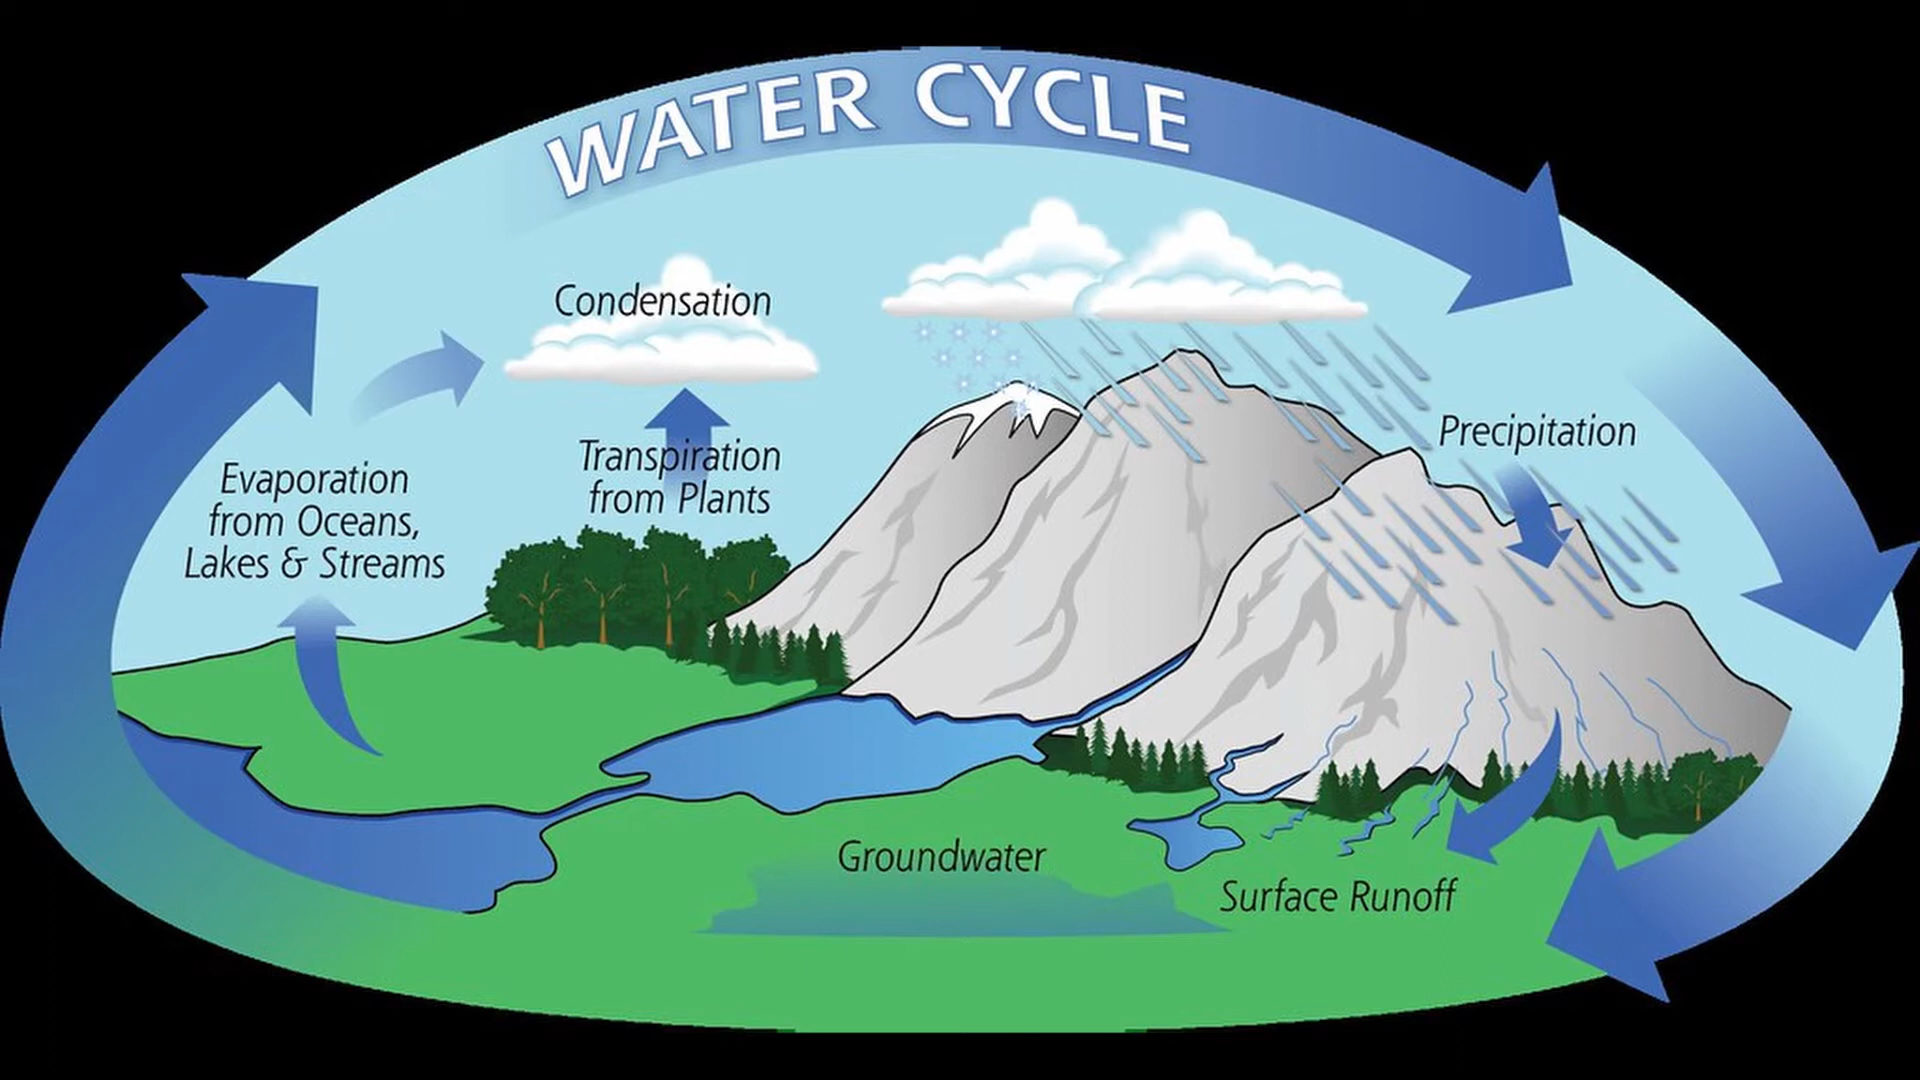 WATER CYCLE
Condensation
Precipitation
Evaporation
from Oceans,
Lakes & Streams
Transpiration
from Plants
Groundwater
Surface Runoff